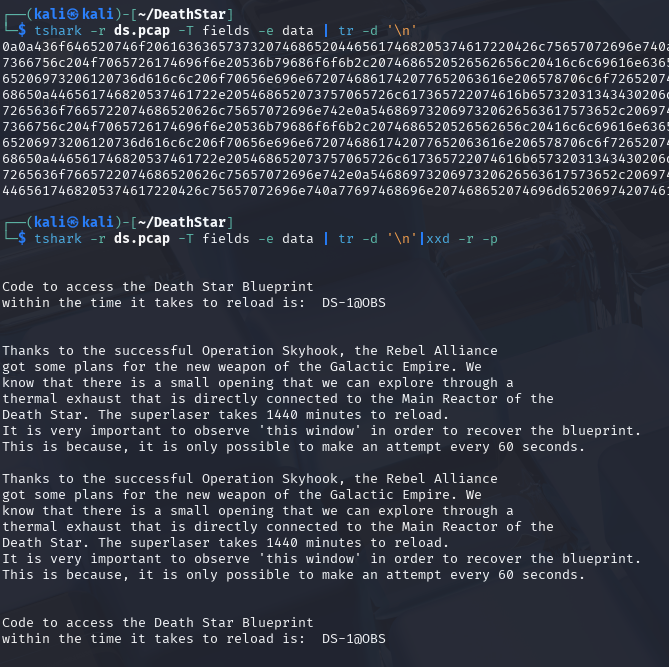 ┌──(kali㉿kali)-[~/DeathStar]
└─$ tshark -r ds.pcap -T fields -e data | tr -d '\n'
0a0a436f646520746f2061636365737320746865204465617468205374617220426c75657072696e740a
7366756c204f7065726174696f6e20536b79686f6f6b2c2074686520526562656c20416c6c69616e6365
65206973206120736d616c6c206f70656e696e6720746861742077652063616e206578706c6f72652074
68650a446561746820537461722e205468652073757065726c617365722074616b65732031343430206d
7265636f7665722074686520626c75657072696e742e0a5468697320697320626563617573652c206974
7366756c204f7065726174696f6e20536b79686f6f6b2c2074686520526562656c20416c6c69616e6365
65206973206120736d616c6c206f70656e696e6720746861742077652063616e206578706c6f72652074
68650a446561746820537461722e205468652073757065726c617365722074616b65732031343430206d
7265636f7665722074686520626c75657072696e742e0a5468697320697320626563617573652c206974
4465617468205374617220426c75657072696e740a77697468696e207468652074696d65206974207461
┌──(kali㉿kali)-[~/DeathStar]
└─$ tshark -r ds.pcap -T fields -e data | tr -d '\n'|xxd -r -p
Code to access the Death Star Blueprint
within the time it takes to reload is:  DS-1@OBS
Thanks to the successful Operation Skyhook, the Rebel Alliance
got some plans for the new weapon of the Galactic Empire. We
know that there is a small opening that we can explore through a
thermal exhaust that is directly connected to the Main Reactor of the
Death Star. The superlaser takes 1440 minutes to reload.
It is very important to observe 'this window' in order to recover the blueprint.
This is because, it is only possible to make an attempt every 60 seconds.
Thanks to the successful Operation Skyhook, the Rebel Alliance
got some plans for the new weapon of the Galactic Empire. We
know that there is a small opening that we can explore through a
thermal exhaust that is directly connected to the Main Reactor of the
Death Star. The superlaser takes 1440 minutes to reload.
It is very important to observe 'this window' in order to recover the blueprint.
This is because, it is only possible to make an attempt every 60 seconds.
Code to access the Death Star Blueprint
within the time it takes to reload is:  DS-1@OBS